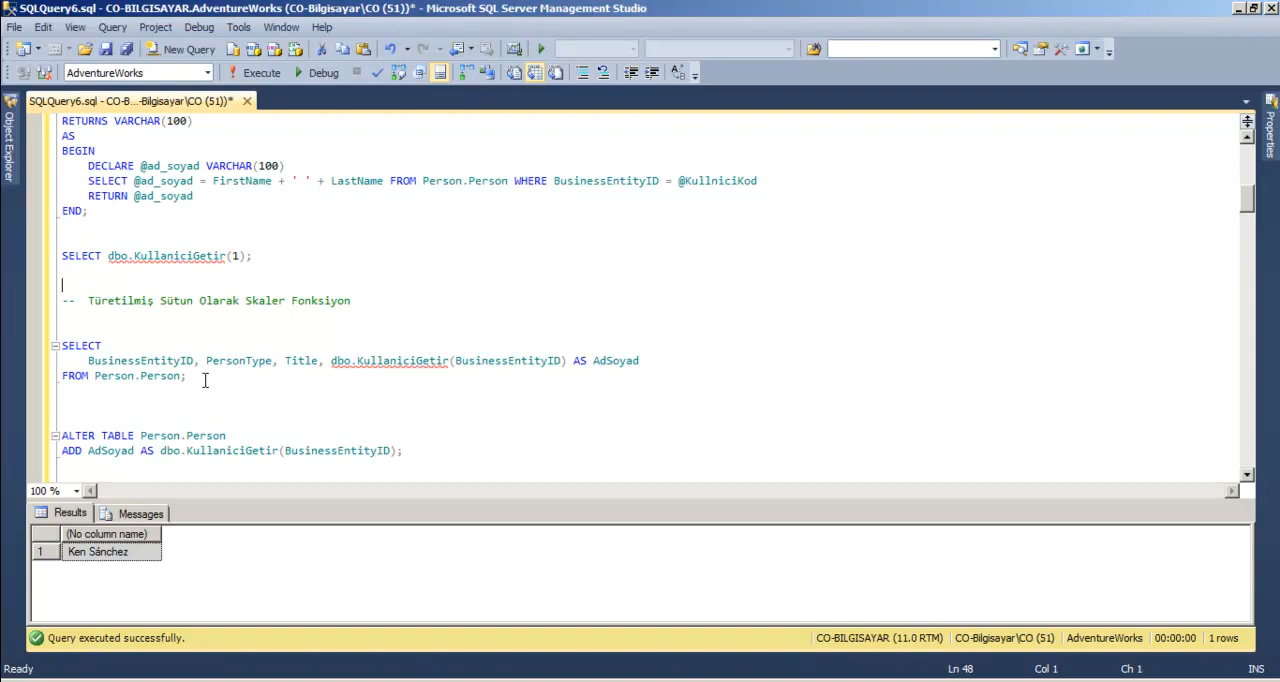 SQLQuery6.sql - CO-BILGISAYAR.AdventureWorks (CO-Bilgisayar\CO (51))* - Microsoft SQL Server Management Studio
File Edit View Query Project Debug Tools Window Help
New Query
AdventureWorks Execute Debug
SQLQuery6.sql - CO-B...-Bilgisayar\CO (51))*
Object Explorer
Properties
RETURNS VARCHAR(100)
AS
BEGIN
DECLARE @ad_soyad VARCHAR(100)
SELECT @ad_soyad = FirstName + ' ' + LastName FROM Person.Person WHERE BusinessEntityID = @KullniciKod
RETURN @ad_soyad
END;
SELECT dbo.KullaniciGetir(1);
-- Türetilmiş Sütun Olarak Skaler Fonksiyon
SELECT
BusinessEntityID, PersonType, Title, dbo.KullaniciGetir(BusinessEntityID) AS AdSoyad
FROM Person.Person;
ALTER TABLE Person.Person
ADD AdSoyad AS dbo.KullaniciGetir(BusinessEntityID);
100 %
Results Messages
(No column name)
1 Ken Sánchez
Query executed successfully. CO-BILGISAYAR (11.0 RTM) CO-Bilgisayar\CO (51) AdventureWorks 00:00:00 1 rows
Ready Ln 48 Col 1 Ch 1 INS